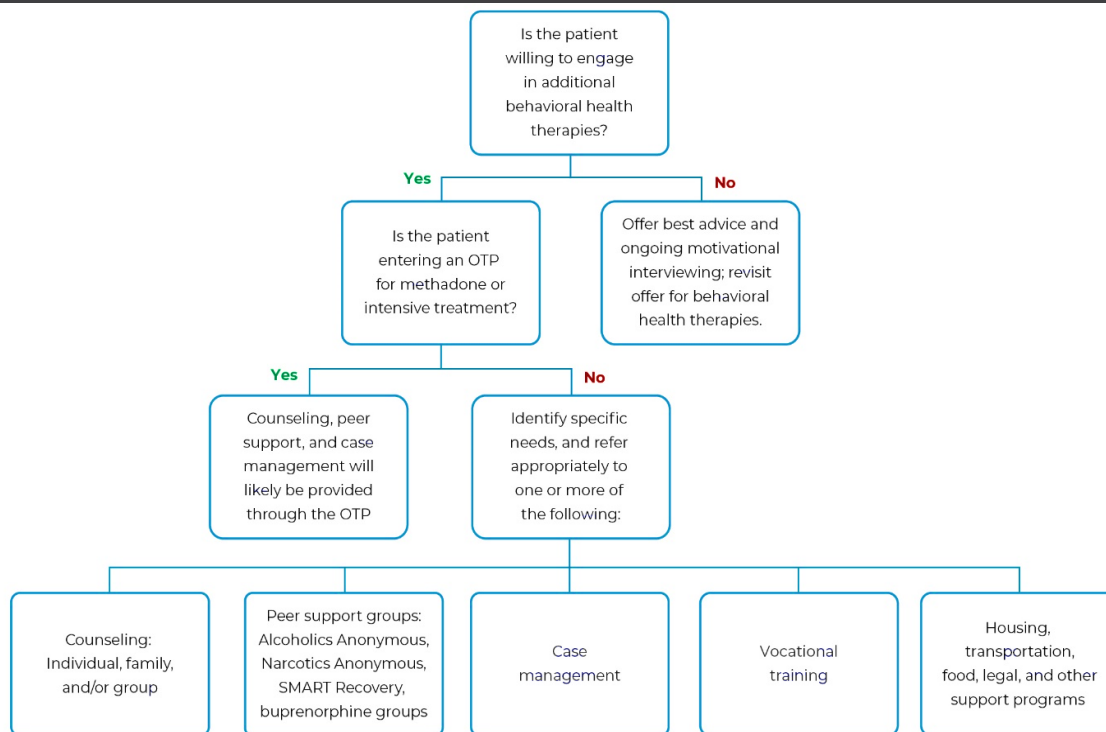 Is the patient
willing to engage
in additional
behavioral health
therapies?
Yes
No
Is the patient
entering an OTP
for methadone or
intensive treatment?
Offer best advice and
ongoing motivational
interviewing; revisit
offer for behavioral
health therapies.
Yes
No
Counseling, peer
support, and case
management will
likely be provided
through the OTP
Identify specific
needs, and refer
appropriately to
one or more of
the following:
Counseling:
Individual, family,
and/or group
Peer support groups:
Alcoholics Anonymous,
Narcotics Anonymous,
SMART Recovery,
buprenorphine groups
Case
management
Vocational
training
Housing,
transportation,
food, legal, and other
support programs